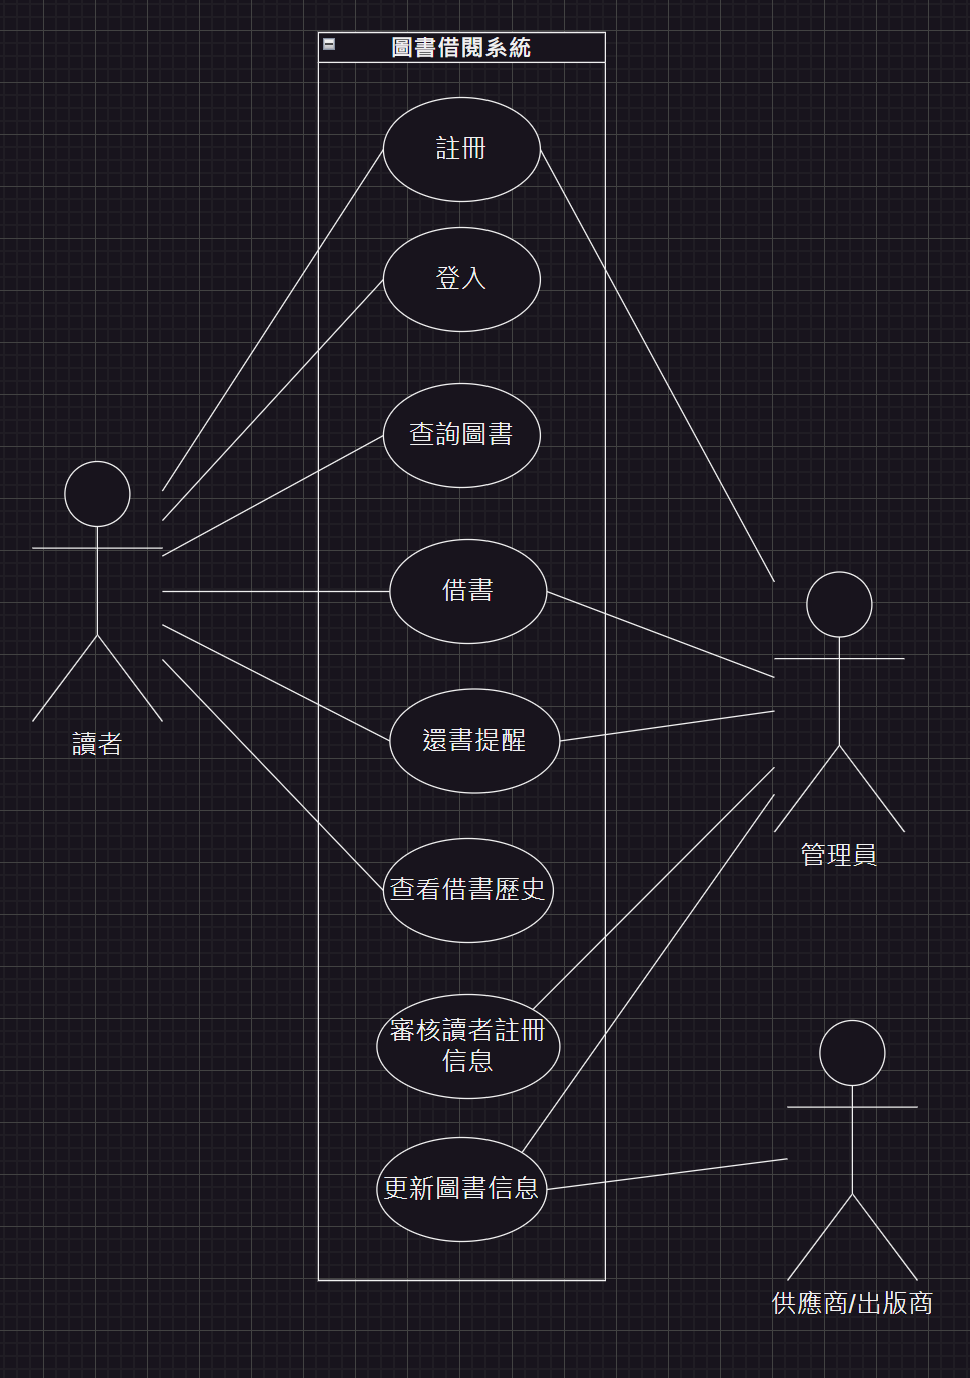 圖書借閱系統
註冊
登入
查詢圖書
借書
還書提醒
讀者
管理員
查看借書歷史
審核讀者註冊
信息
更新圖書信息
供應商/出版商